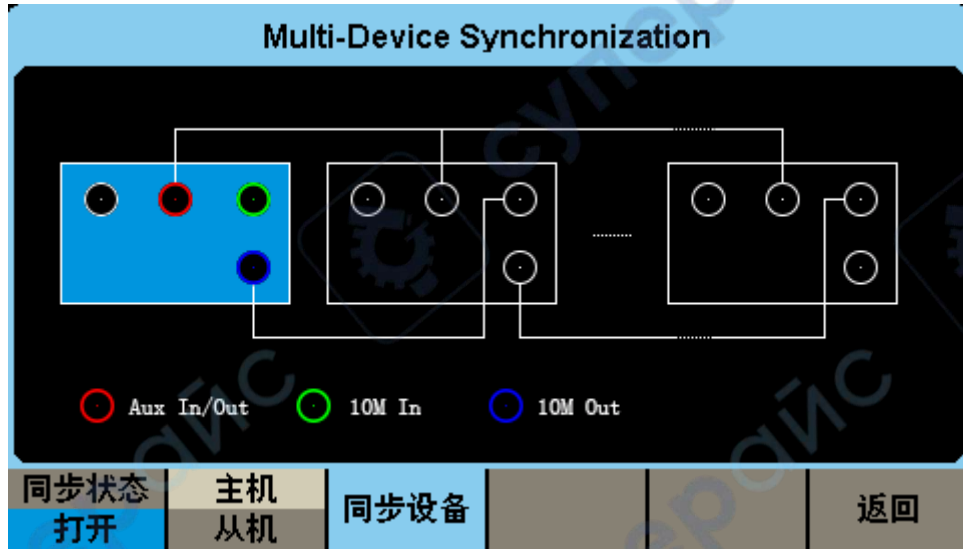 Multi-Device Synchronization
Aux In/Out 10M In 10M Out
同步状态 主机 同步设备 返回
打开 从机